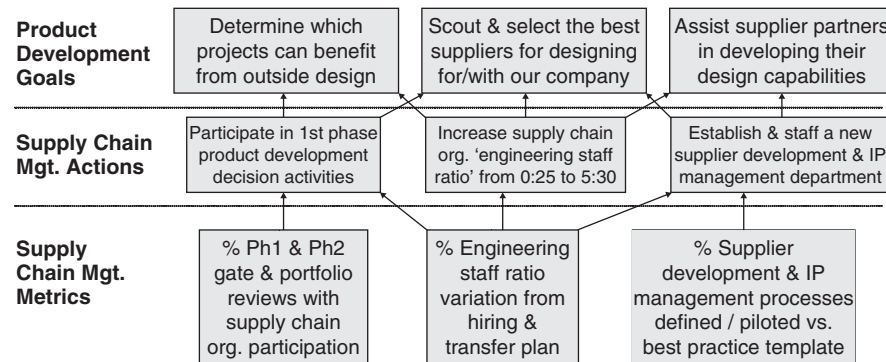 Product
Development
Goals
Determine which
projects can benefit
from outside design
Scout & select the best
suppliers for designing
for/with our company
Assist supplier partners
in developing their
design capabilities
Supply Chain
Mgt. Actions
Participate in 1st phase
product development
decision activities
Increase supply chain
org. ‘engineering staff
ratio’ from 0:25 to 5:30
Establish & staff a new
supplier development & IP
management department
Supply
Chain Mgt.
Metrics
% Ph1 & Ph2
gate & portfolio
reviews with
supply chain
org. participation
% Engineering
staff ratio
variation from
hiring &
transfer plan
% Supplier
development & IP
management processes
defined / piloted vs.
best practice template